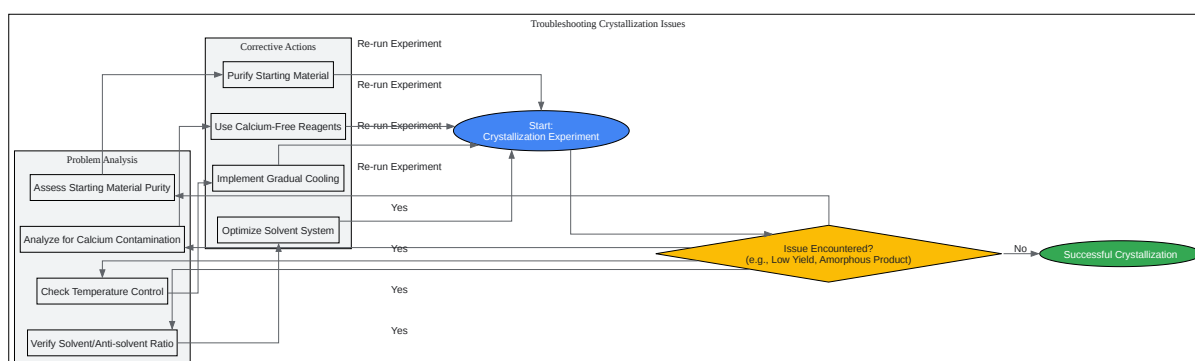 Troubleshooting Crystallization Issues
Corrective Actions
Re-run Experiment
Purify Starting Material
Re-run Experiment
Use Calcium-Free Reagents
Re-run Experiment
Start:
Crystallization Experiment
Problem Analysis
Implement Gradual Cooling
Re-run Experiment
Assess Starting Material Purity
Yes
Optimize Solvent System
Analyze for Calcium Contamination
Yes
Issue Encountered?
(e.g., Low Yield, Amorphous Product)
No
Successful Crystallization
Check Temperature Control
Yes
Verify Solvent/Anti-solvent Ratio
Yes